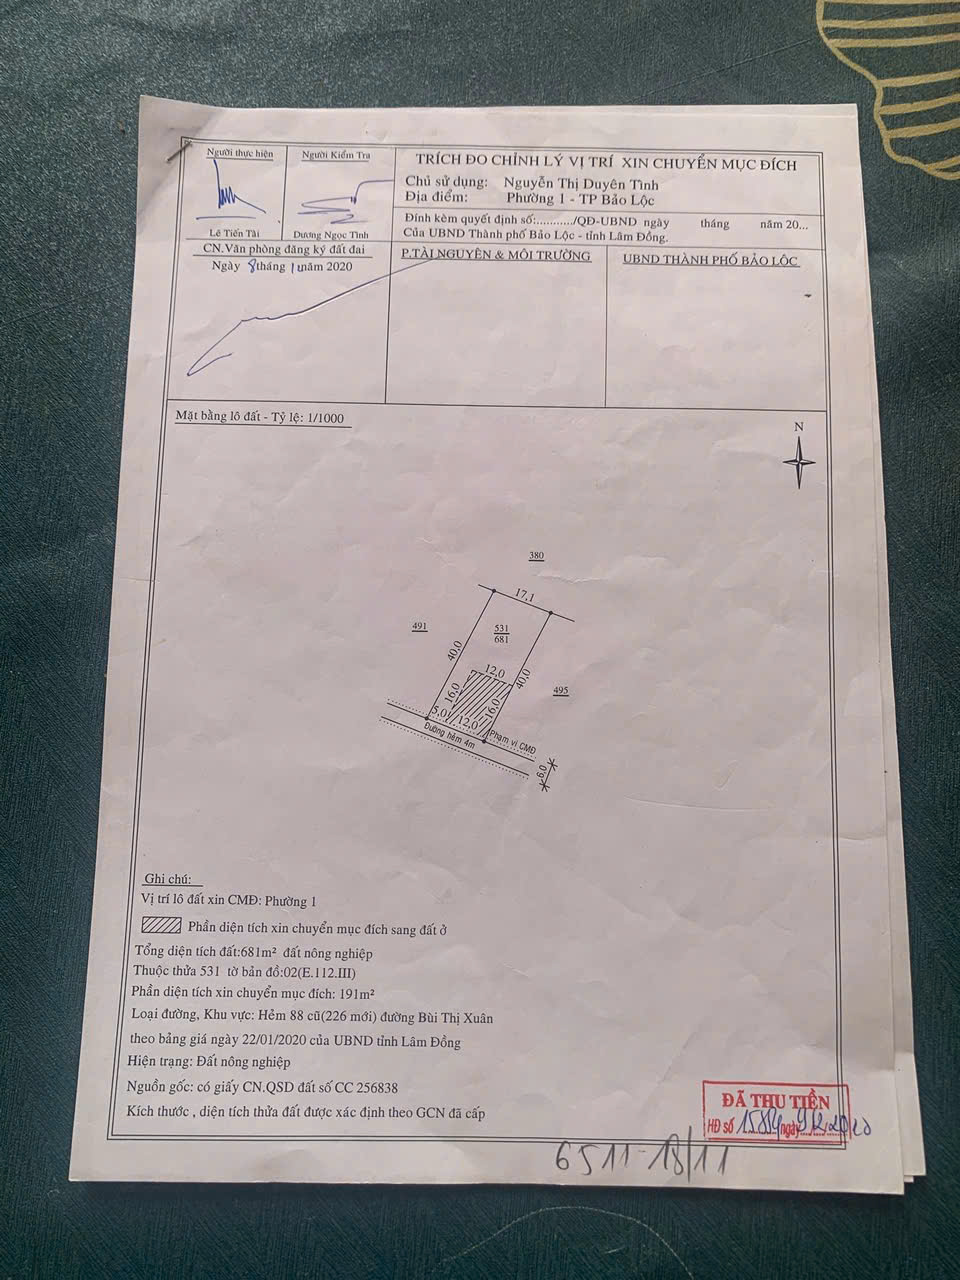 Người thực hiện
Lê Tiến Tài
Người Kiểm Tra
Dương Ngọc Tình
CN.Văn phòng đăng ký đất đai
Ngày 8 tháng năm 2020
TRÍCH ĐO CHỈNH LÝ VỊ TRÍ XIN CHUYỂN MỤC ĐÍCH
Chủ sử dụng: Nguyễn Thị Duyên Tình
Địa điểm: Phường 1 - TP Bảo Lộc
Đính kèm quyết định số:.........../QĐ-UBND ngày tháng năm 20...
Của UBND Thành phố Bảo Lộc - tỉnh Lâm Đồng.
P.TÀI NGUYÊN & MÔI TRƯỜNG
UBND THÀNH PHỐ BẢO LỘC
Mặt bằng lô đất - Tỷ lệ: 1/1000
N
380
17,1
491
531
681
40,0
40,0
12,0
495
16,0
16,0
5,0
12,0
Phạm vi CMĐ
Đường hẻm 4m
6,0
Ghi chú:
Vị trí lô đất xin CMĐ: Phường 1
Phần diện tích xin chuyển mục đích sang đất ở
Tổng diện tích đất:681m² đất nông nghiệp
Thuộc thửa 531 tờ bản đồ:02(E.112.III)
Phần diện tích xin chuyển mục đích: 191m²
Loại đường, Khu vực: Hẻm 88 cũ(226 mới) đường Bùi Thị Xuân
theo bảng giá ngày 22/01/2020 của UBND tỉnh Lâm Đồng
Hiện trạng: Đất nông nghiệp
Nguồn gốc: có giấy CN.QSD đất số CC 256838
Kích thước , diện tích thửa đất được xác định theo GCN đã cấp
ĐÃ THU TIỀN
HĐ số ngày
6511-18/11